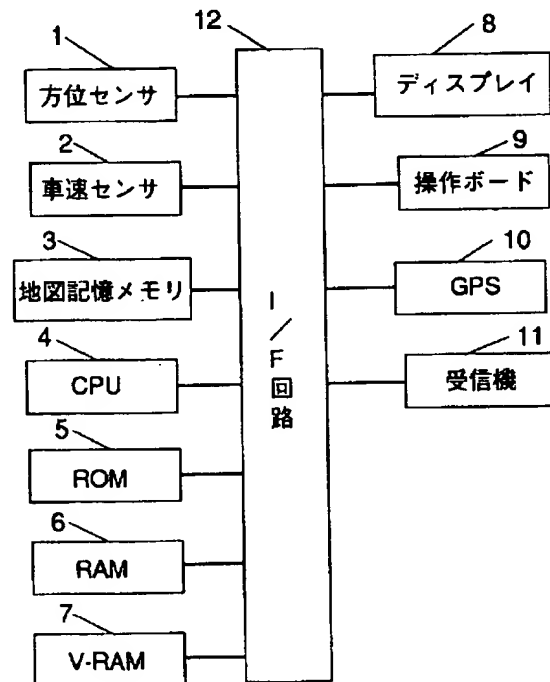 1
方位センサ
2
車速センサ
3
地図記憶メモリ
4
CPU
5
ROM
6
RAM
7
V-RAM
12
I/F回路
8
ディスプレイ
9
操作ボード
10
GPS
11
受信機